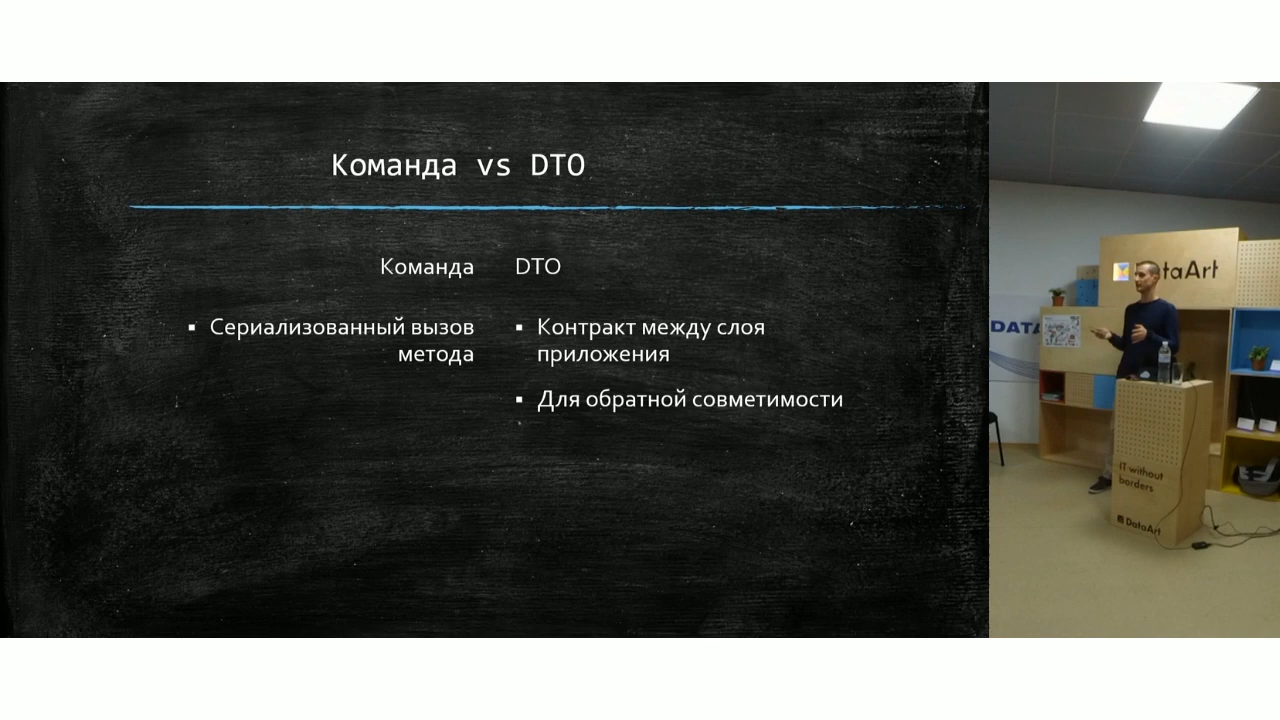 Команда vs DTO
Команда
▪ Сериализованный вызов
метода
DTO
▪ Контракт между слоя
приложения
▪ Для обратной совметимости
taArt
DATA
IT without
borders
DataArt